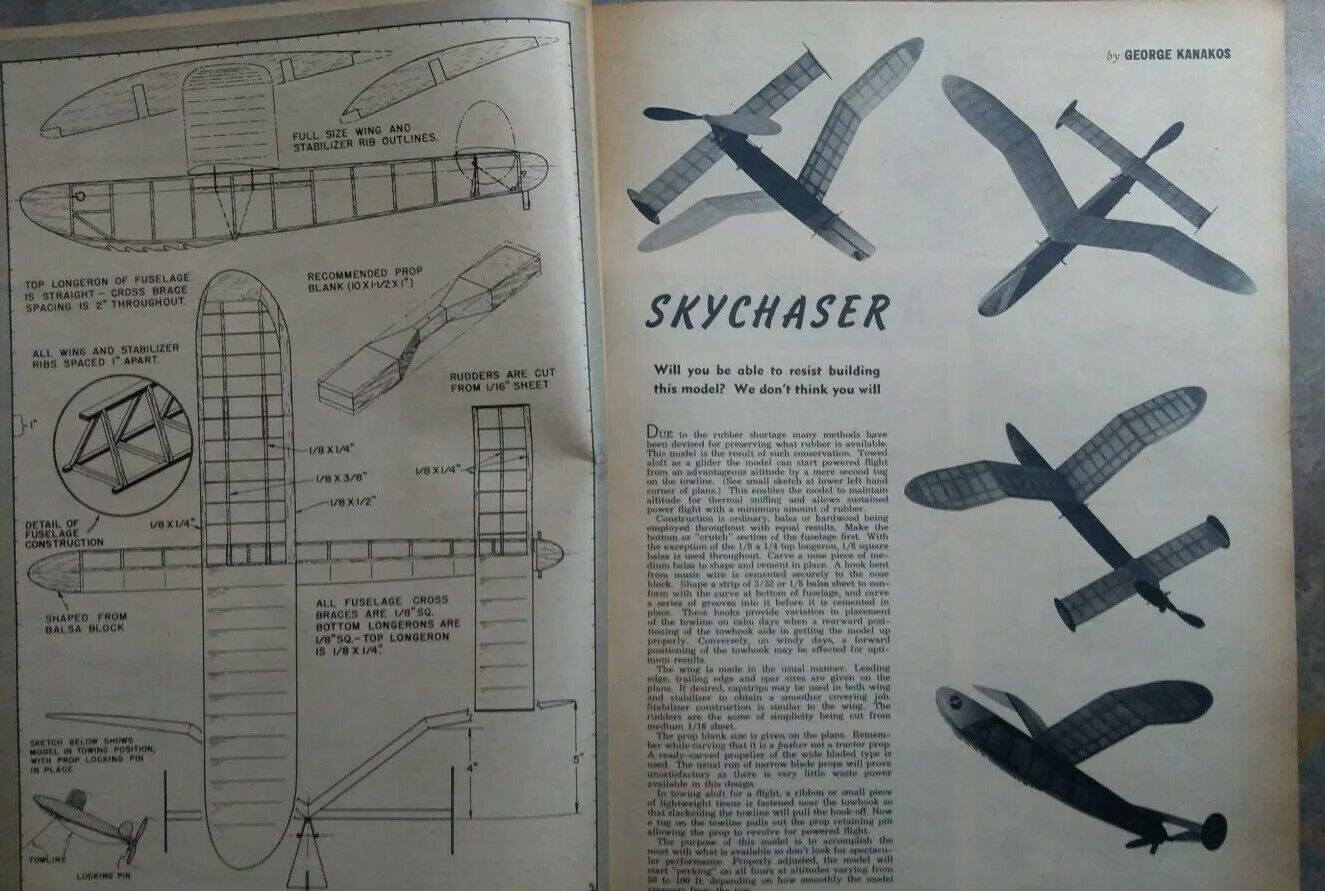 FULL SIZE WING AND
STABILIZER RIB OUTLINES.
TOP LONGERON OF FUSELAGE
IS STRAIGHT - CROSS BRACE
SPACING IS 2" THROUGHOUT.
RECOMMENDED PROP
BLANK (10 X 1-1/2 X 1")
ALL WING AND STABILIZER
RIBS SPACED 1" APART.
RUDDERS ARE CUT
FROM 1/16" SHEET
1"
1/8 X 1/4"
1/8 X 3/8"
1/8 X 1/2"
1/8 X 1/4"
1/8 X 1/4"
DETAIL OF
FUSELAGE
CONSTRUCTION
SHAPED FROM
BALSA BLOCK
ALL FUSELAGE CROSS
BRACES ARE 1/8" SQ.
BOTTOM LONGERONS ARE
1/8" SQ. - TOP LONGERON
IS 1/8 X 1/4".
SKETCH BELOW SHOWS
MODEL IN TOWING POSITION,
WITH PROP LOCKING PIN
IN PLACE.
4"
5"
TOWLINE
LOCKING PIN
by GEORGE KANAKOS
SKYCHASER
Will you be able to resist building
this model? We don't think you will
DUE to the rubber shortage many methods have
been devised for preserving what rubber is available.
This model is the result of such conservation. Towed
aloft as a glider the model can start powered flight
from an advantageous altitude by a mere second tug
on the towline. (See small sketch at lower left hand
corner of plans.) This enables the model to maintain
altitude for thermal sniffing and allows sustained
power flight with a minimum amount of rubber.
Construction is ordinary, balsa or hardwood being
employed throughout with equal results. Make the
bottom or "crutch" section of the fuselage first. With
the exception of the 1/8 x 1/4 top longeron, 1/8 square
balsa is used throughout. Carve a nose piece of me-
dium balsa to shape and cement in place. A hook bent
from music wire is cemented securely to the nose
block. Shape a strip of 3/32 or 1/8 balsa sheet to con-
form with the curve at bottom of fuselage, and carve
a series of grooves into it before it is cemented in
place. These hooks provide variation in placement
of the towline on calm days when a rearward posi-
tioning of the towhook aids in getting the model up
properly. Conversely, on windy days, a forward
positioning of the towhook may be effected for opti-
mum results.
The wing is made in the usual manner. Leading
edge, trailing edge and spar sizes are given on the
plans. If desired, capstrips may be used in both wing
and stabilizer to obtain a smoother covering job.
Stabilizer construction is similar to the wing. The
rudders are the acme of simplicity being cut from
medium 1/16 sheet.
The prop blank size is given on the plans. Remem-
ber while carving that it is a pusher not a tractor prop.
A ready-carved propeller of the wide bladed type is
used. The usual run of narrow blade props will prove
unsatisfactory as there is very little waste power
available in this design.
In towing aloft for a flight, a ribbon or small piece
of lightweight tissue is fastened near the towhook so
that slackening the towline will pull the hook off. Now
a tug on the towline pulls out the prop retaining pin
allowing the prop to revolve for powered flight.
The purpose of this model is to accomplish the
most with what is available so don't look for spectacu-
lar performance. Properly adjusted, the model will
start "perking" on all fours at altitudes varying from
50 to 100 ft. depending on how smoothly the model